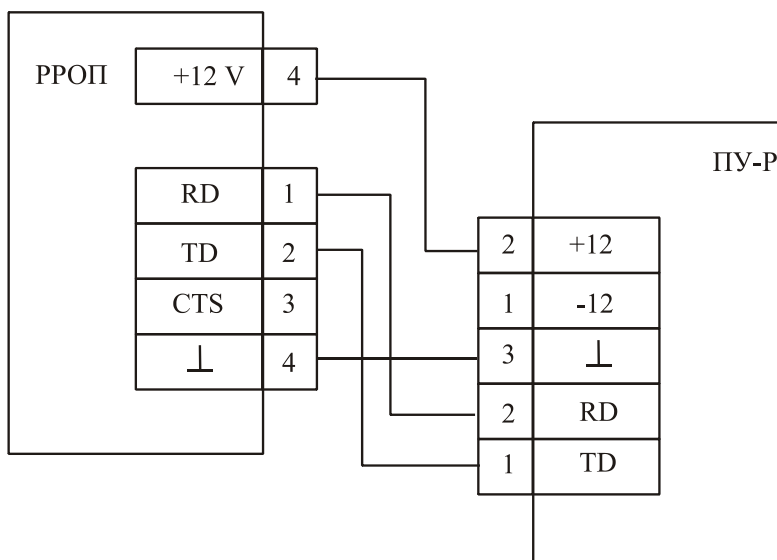 РРОП +12 V 4
RD 1
TD 2
CTS 3
⊥ 4
ПУ-Р
2 +12
1 -12
3 ⊥
2 RD
1 TD